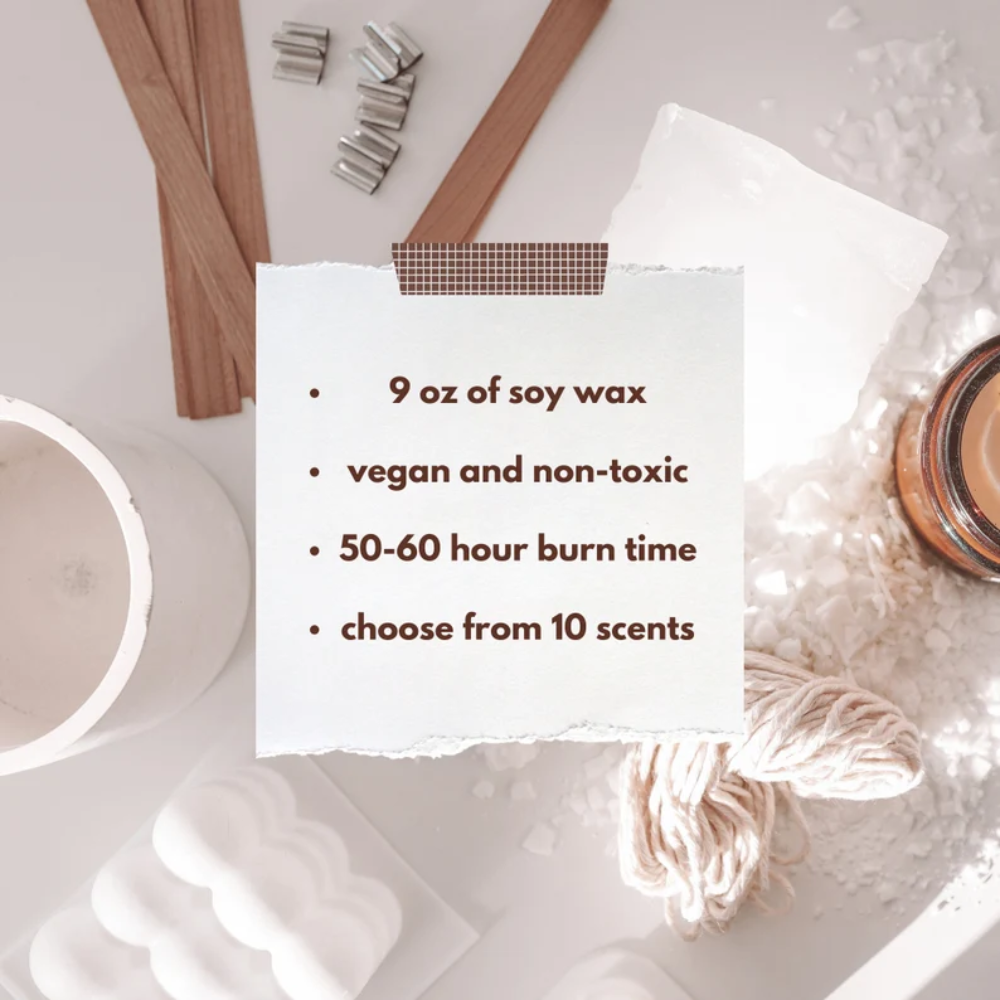 • 9 oz of soy wax
• vegan and non-toxic
• 50-60 hour burn time
• choose from 10 scents